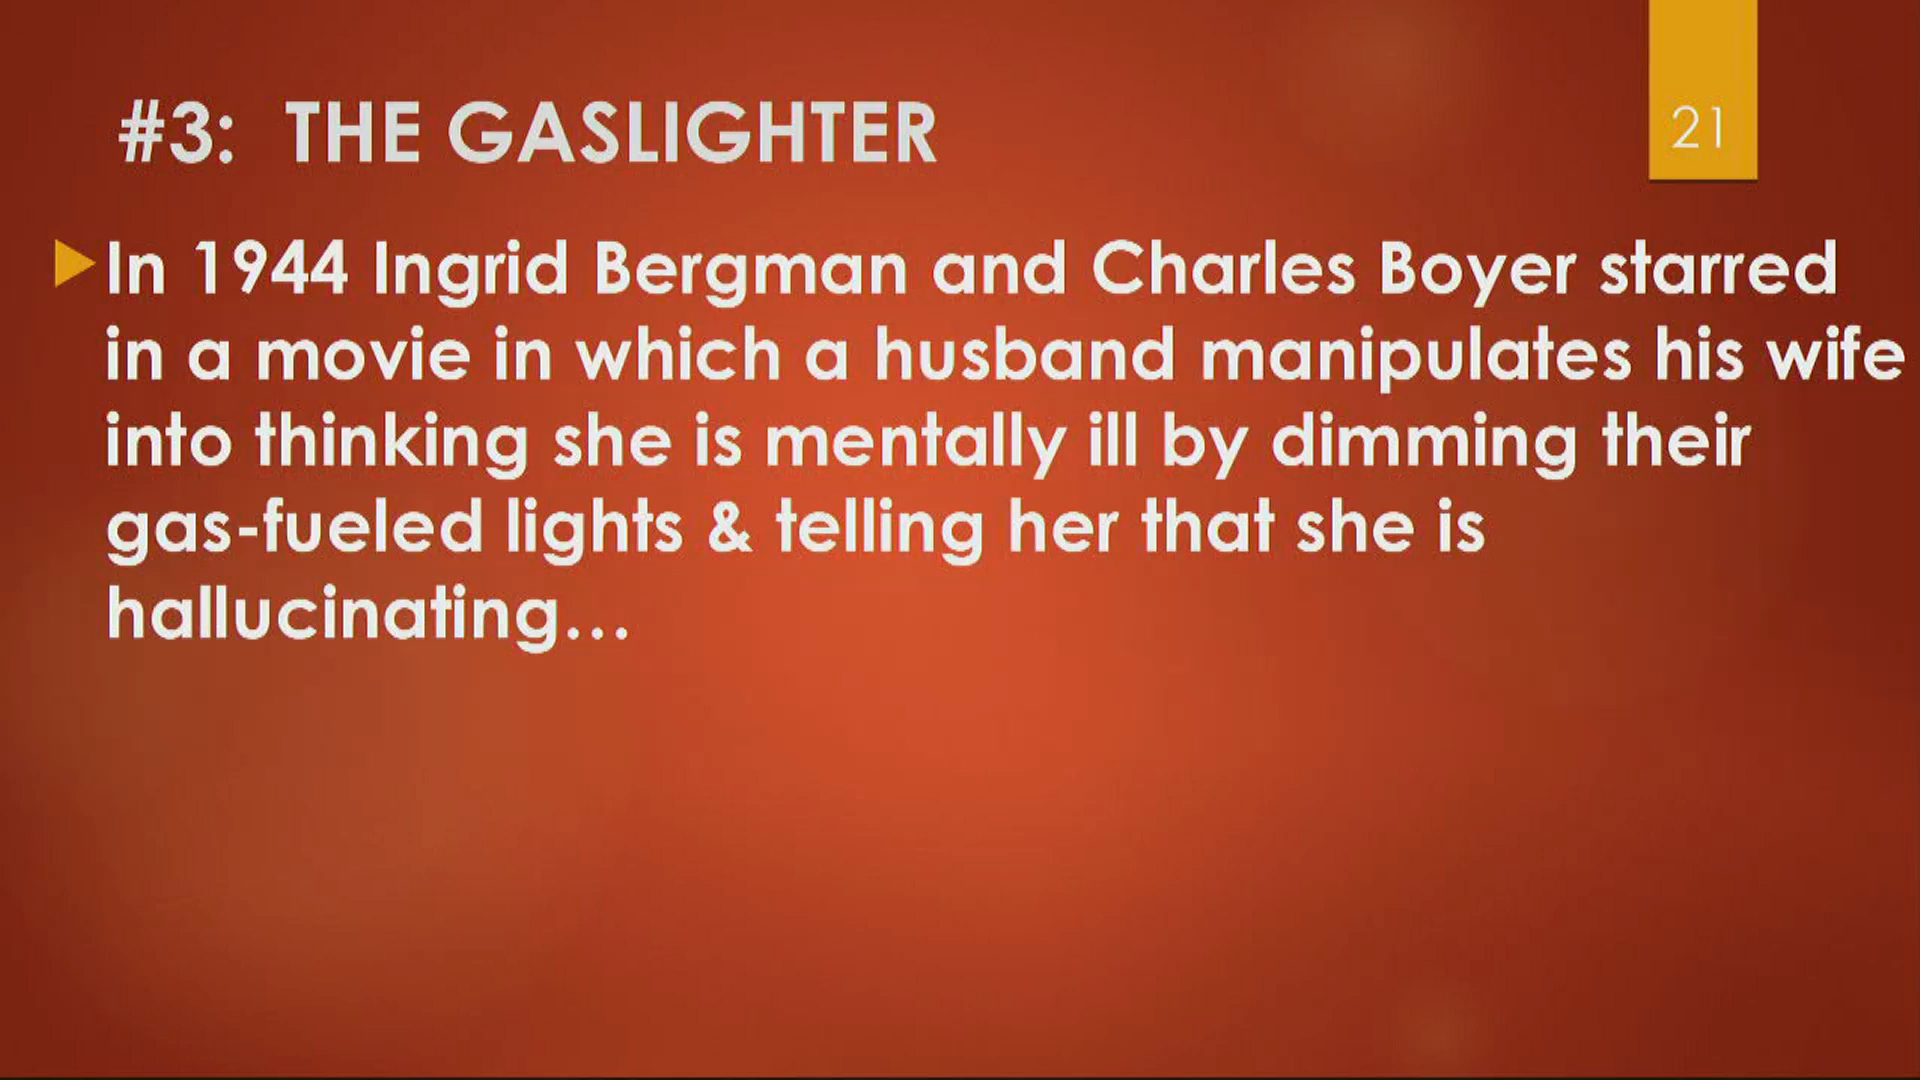 #3: THE GASLIGHTER
21
In 1944 Ingrid Bergman and Charles Boyer starred
in a movie in which a husband manipulates his wife
into thinking she is mentally ill by dimming their
gas-fueled lights & telling her that she is
hallucinating…